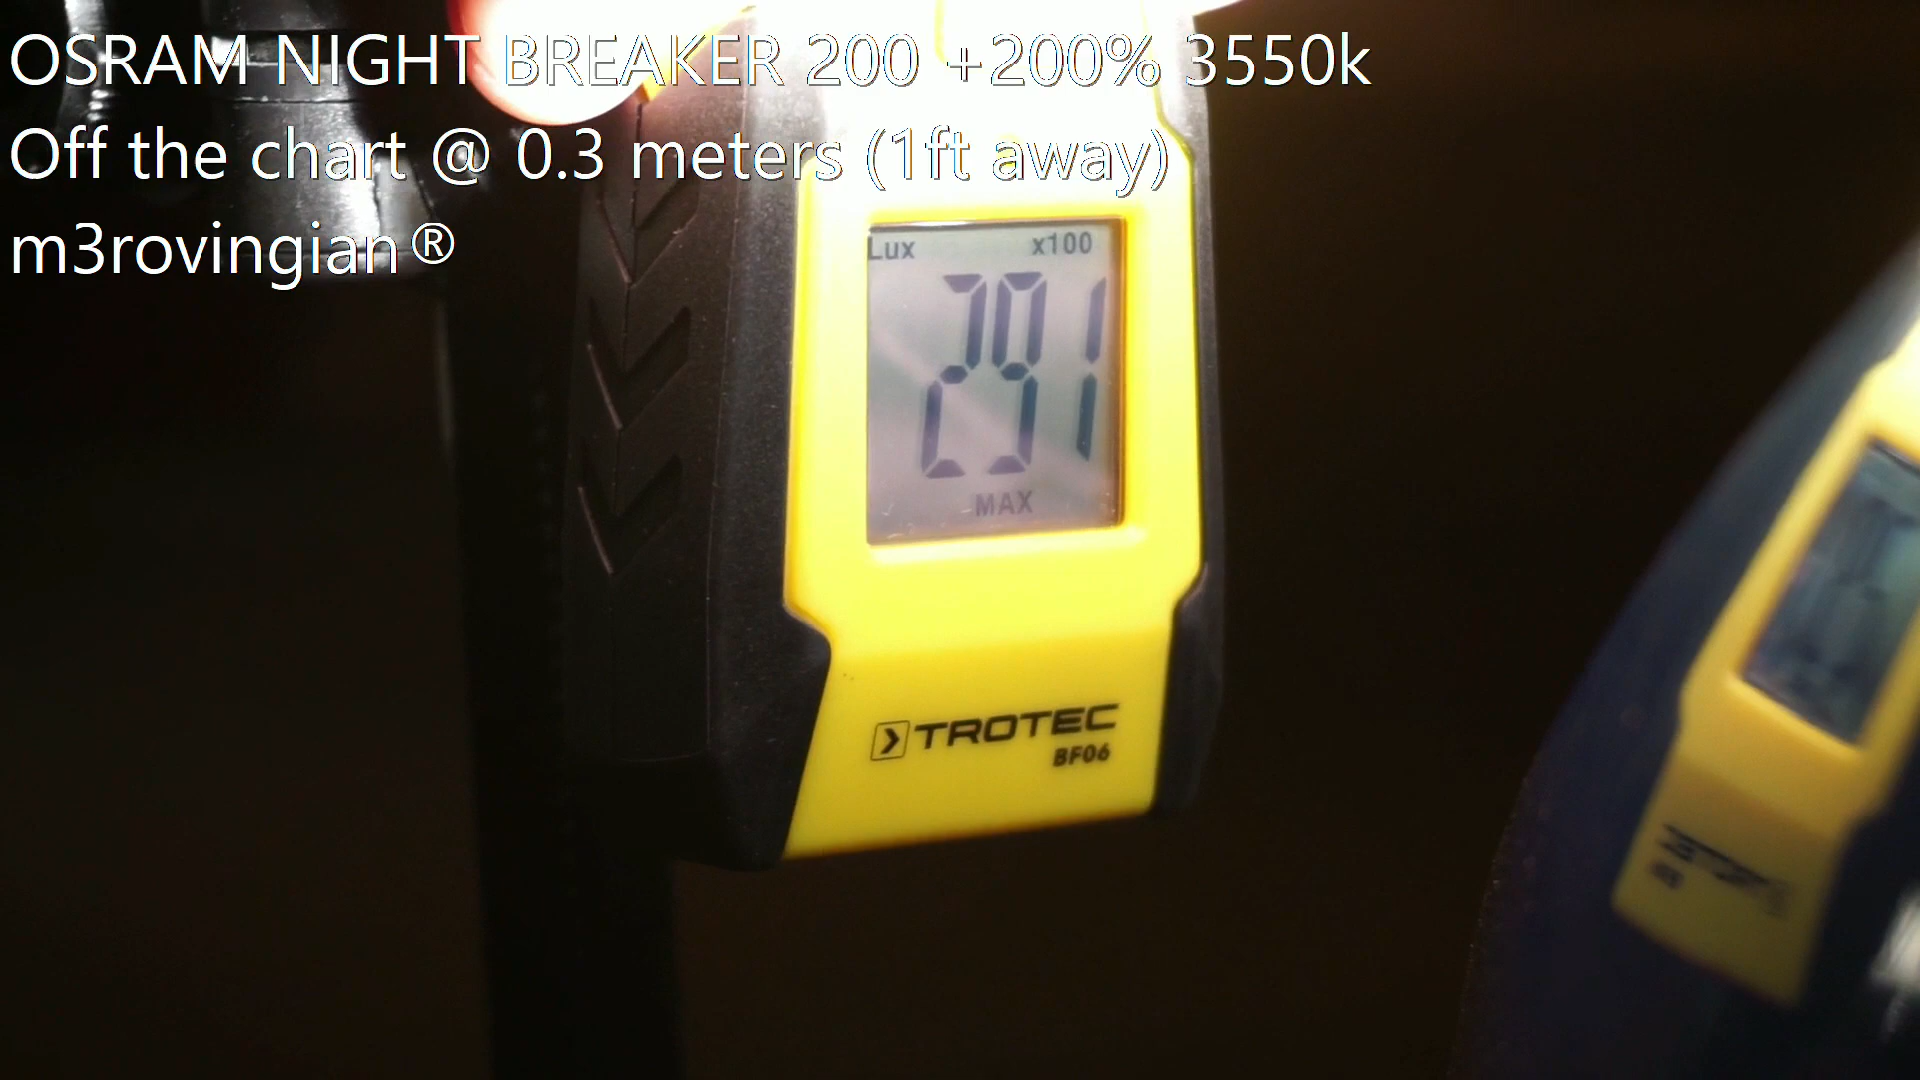 OSRAM NIGHT BREAKER 200 +200% 3550k
Off the chart @ 0.3 meters (1ft away)
m3rovingian®
Lux x100
291
MAX
TROTEC
BF06